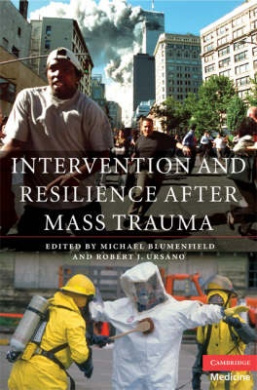 INTERVENTION AND
RESILIENCE AFTER
MASS TRAUMA
EDITED BY MICHAEL BLUMENFIELD
AND ROBERT J. URSANO
CAMBRIDGE
Medicine